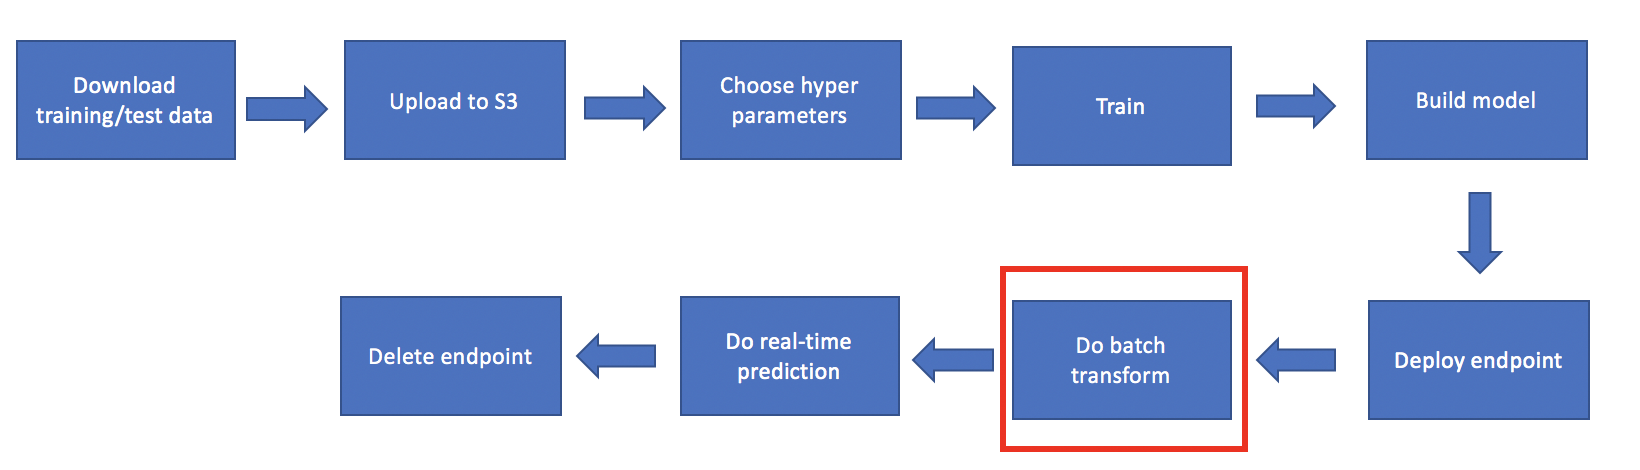 Download
training/test data
Upload to S3
Choose hyper
parameters
Train
Build model
Deploy endpoint
Do batch
transform
Do real-time
prediction
Delete endpoint